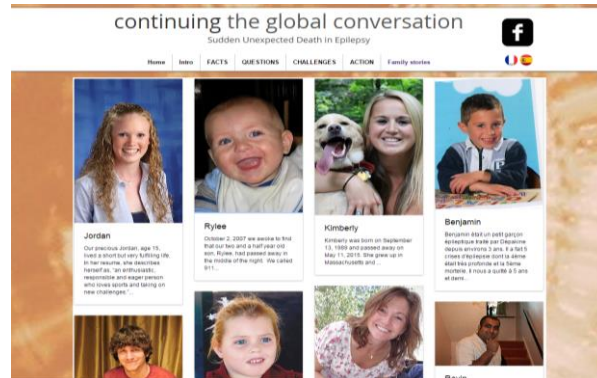 continuing the global conversation
Sudden Unexpected Death in Epilepsy
f
Home Intro FACTS QUESTIONS CHALLENGES ACTION Family stories
Jordan
Our precious Jordan, age 15,
lived a short but very fulfilling life.
In her resume, she describes
herself as, "an enthusiastic,
responsible and eager person
who loves sports and taking on
new challenges;"...
Rylee
October 2, 2007 we awoke to find
that our two and a half year old
son, Rylee, had passed away in
the middle of the night. We called
911...
Kimberly
Kimberly was born on September
13, 1989 and passed away on
May 11, 2015. She grew up in
Massachusetts and ...
Benjamin
Benjamin était un petit garçon
épileptique traité par Dépakine
depuis environs 3 ans. Il a fait 5
crises d'épilepsie dont la 4ème
était très profonde et la 5ème
mortelle. Il nous a quitté à 5 ans
et demi..